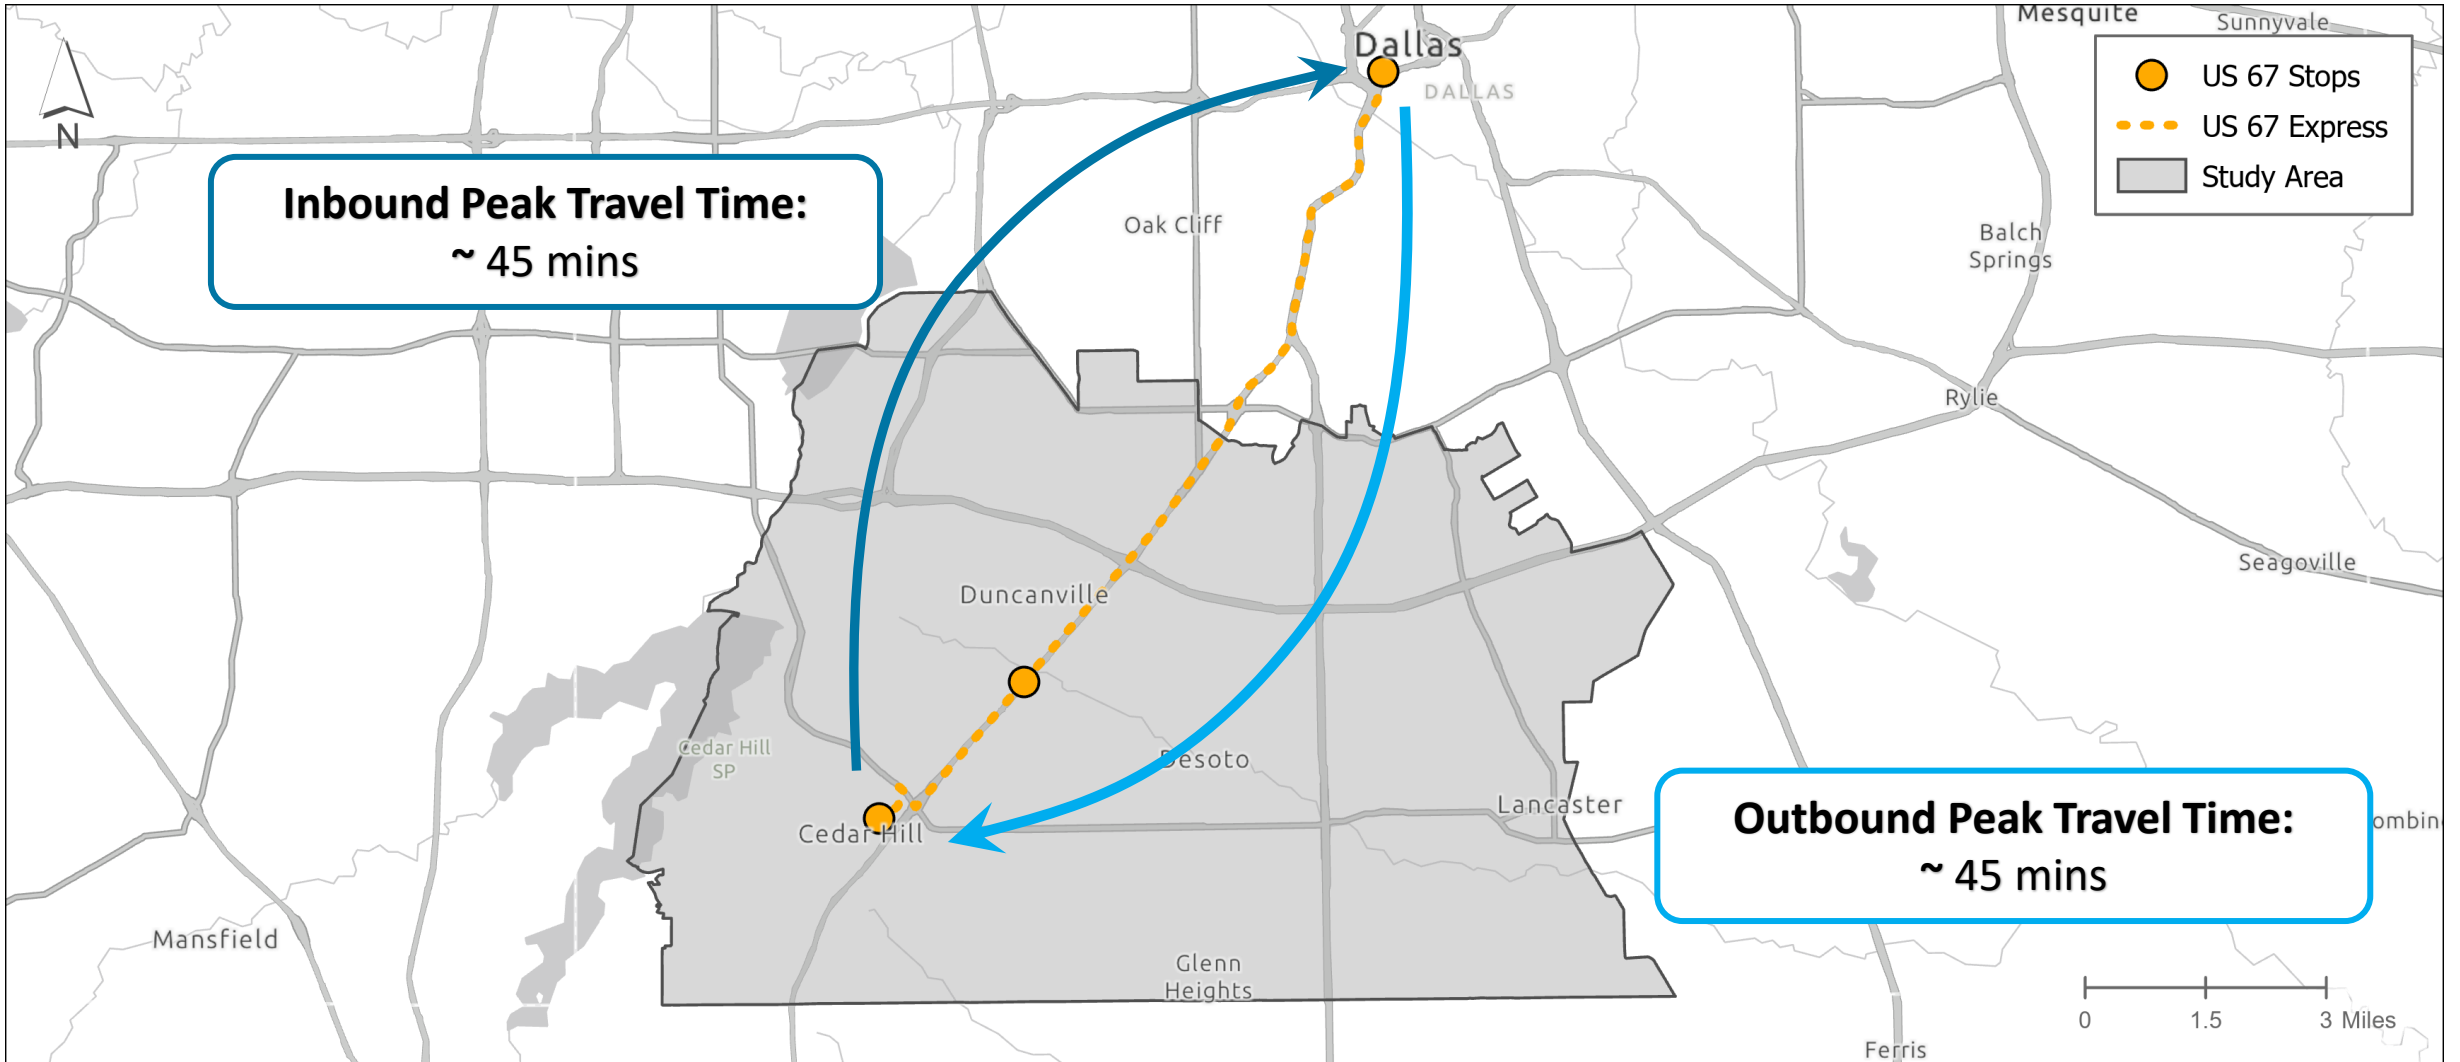 Mesquite
Sunnyvale
Dallas
DALLAS
US 67 Stops
US 67 Express
Study Area
N
Inbound Peak Travel Time:
~ 45 mins
Oak Cliff
Balch
Springs
Rylie
Seagoville
Duncanville
Cedar Hill
SP
Desoto
Lancaster
Cedar Hill
Outbound Peak Travel Time:
~ 45 mins
ombin
Mansfield
Glenn
Heights
0
1.5
3 Miles
Ferris